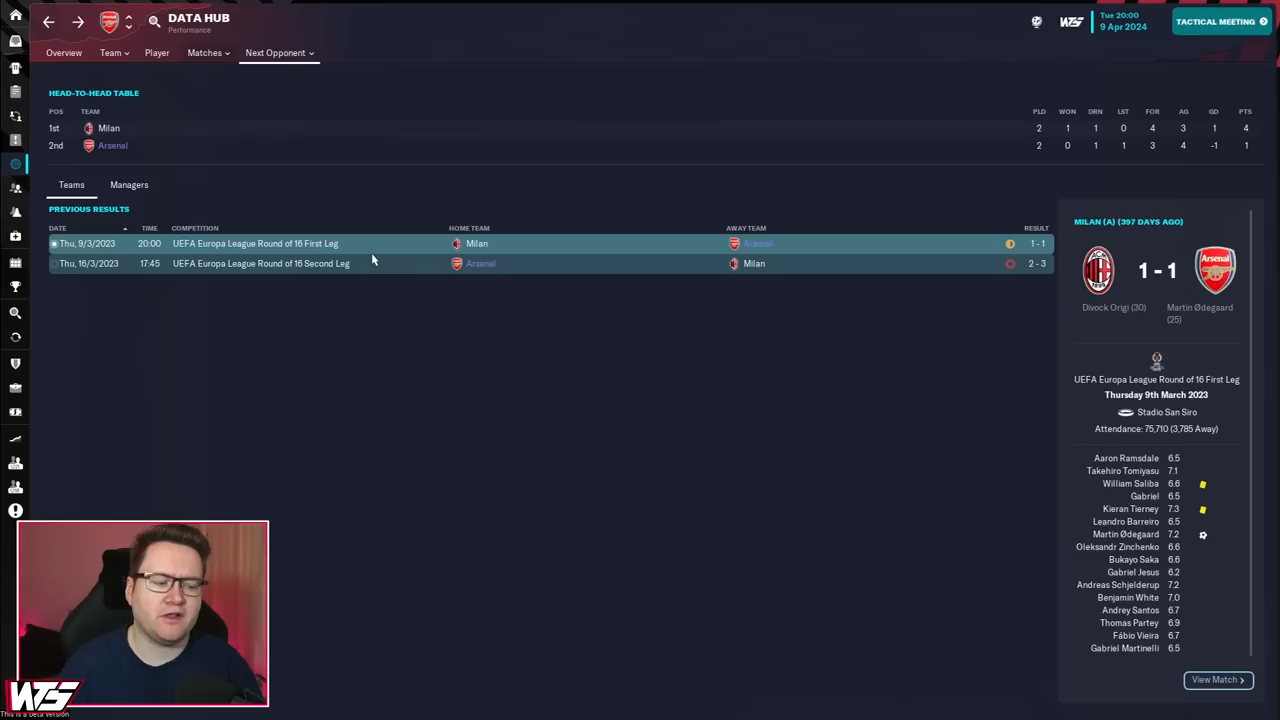 DATA HUB
Performance
WTS
Tue 20:00
9 Apr 2024
TACTICAL MEETING
Overview Team Player Matches Next Opponent
HEAD-TO-HEAD TABLE
POS TEAM PLD WON DRN LST FOR AG GD PTS
1st Milan 2 1 1 0 4 3 1 4
2nd Arsenal 2 0 1 1 3 4 -1 1
Teams Managers
PREVIOUS RESULTS
DATE TIME COMPETITION HOME TEAM AWAY TEAM RESULT
Thu, 9/3/2023 20:00 UEFA Europa League Round of 16 First Leg Milan Arsenal 1 - 1
Thu, 16/3/2023 17:45 UEFA Europa League Round of 16 Second Leg Arsenal Milan 2 - 3
MILAN (A) (397 DAYS AGO)
1 - 1
Arsenal
1899
Divock Origi (30) Martin Ødegaard
(25)
UEFA Europa League Round of 16 First Leg
Thursday 9th March 2023
Stadio San Siro
Attendance: 75,710 (3,785 Away)
Aaron Ramsdale 6.5
Takehiro Tomiyasu 7.1
William Saliba 6.6
Gabriel 6.5
Kieran Tierney 7.3
Leandro Barreiro 6.5
Martin Ødegaard 7.2
Oleksandr Zinchenko 6.6
Bukayo Saka 6.6
Gabriel Jesus 6.2
Andreas Schjelderup 7.2
Benjamin White 7.0
Andrey Santos 6.7
Thomas Partey 6.9
Fábio Vieira 6.7
Gabriel Martinelli 6.5
View Match
WTS
This is a beta version